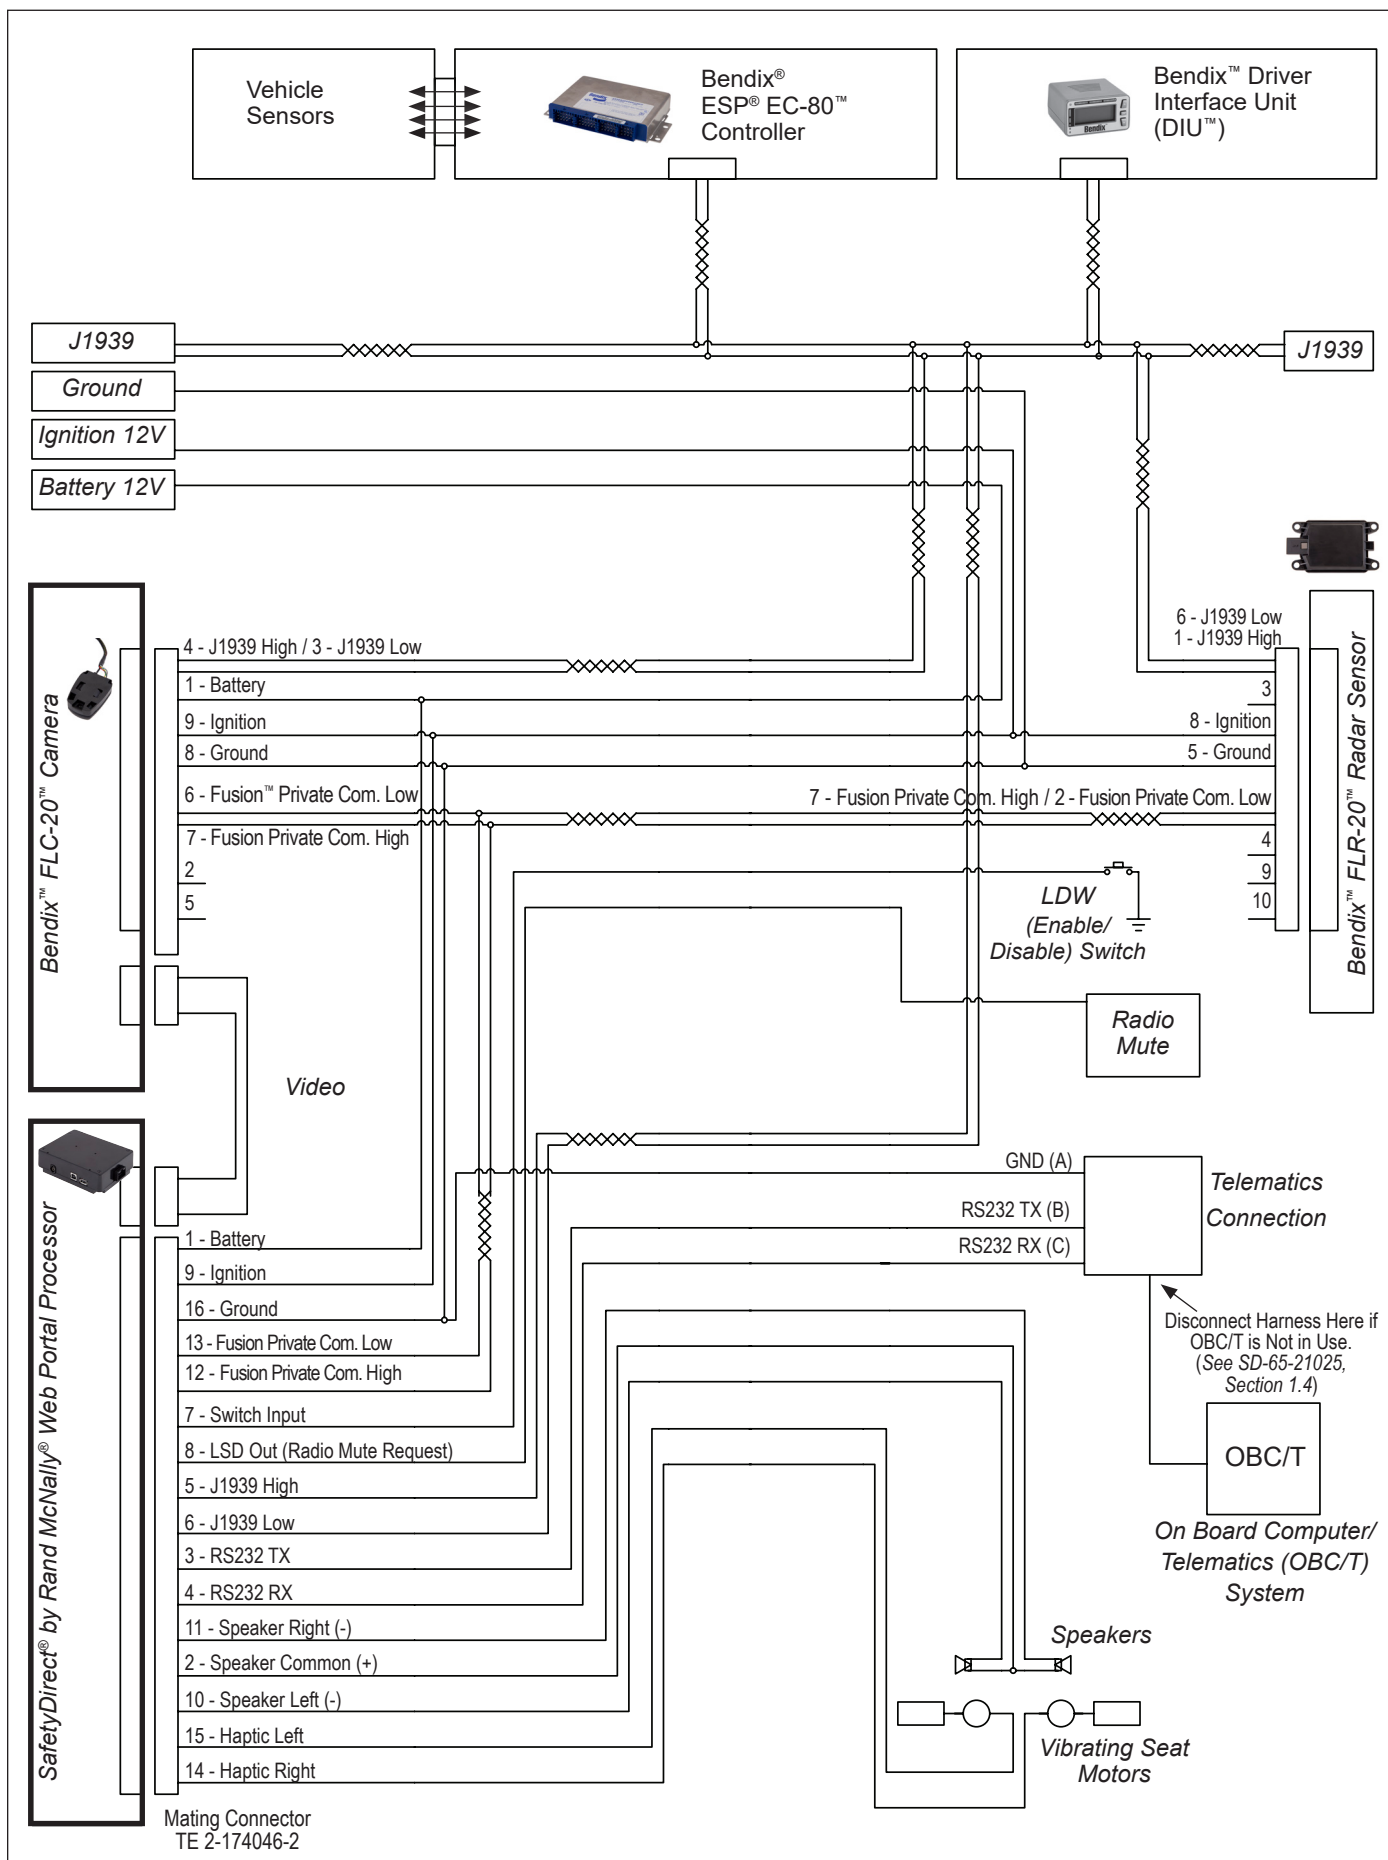 Vehicle
Sensors
Bendix®
ESP® EC-80™
Controller
Bendix™ Driver
Interface Unit
(DIU™)
Bendix
J1939
J1939
Ground
Ignition 12V
Battery 12V
Bendix™ FLC-20™ Camera
4 - J1939 High / 3 - J1939 Low
1 - Battery
9 - Ignition
8 - Ground
6 - Fusion™ Private Com. Low
7 - Fusion Private Com. High
2
5
6 - J1939 Low
1 - J1939 High
3
8 - Ignition
5 - Ground
7 - Fusion Private Com. High / 2 - Fusion Private Com. Low
4
9
10
Bendix™ FLR-20™ Radar Sensor
LDW
(Enable/
Disable) Switch
Radio
Mute
Video
SafetyDirect® by Rand McNally® Web Portal Processor
1 - Battery
9 - Ignition
16 - Ground
13 - Fusion Private Com. Low
12 - Fusion Private Com. High
7 - Switch Input
8 - LSD Out (Radio Mute Request)
5 - J1939 High
6 - J1939 Low
3 - RS232 TX
4 - RS232 RX
11 - Speaker Right (-)
2 - Speaker Common (+)
10 - Speaker Left (-)
15 - Haptic Left
14 - Haptic Right
Mating Connector
TE 2-174046-2
GND (A)
RS232 TX (B)
RS232 RX (C)
Telematics
Connection
Disconnect Harness Here if
OBC/T is Not in Use.
(See SD-65-21025,
Section 1.4)
OBC/T
On Board Computer/
Telematics (OBC/T)
System
Speakers
Vibrating Seat
Motors